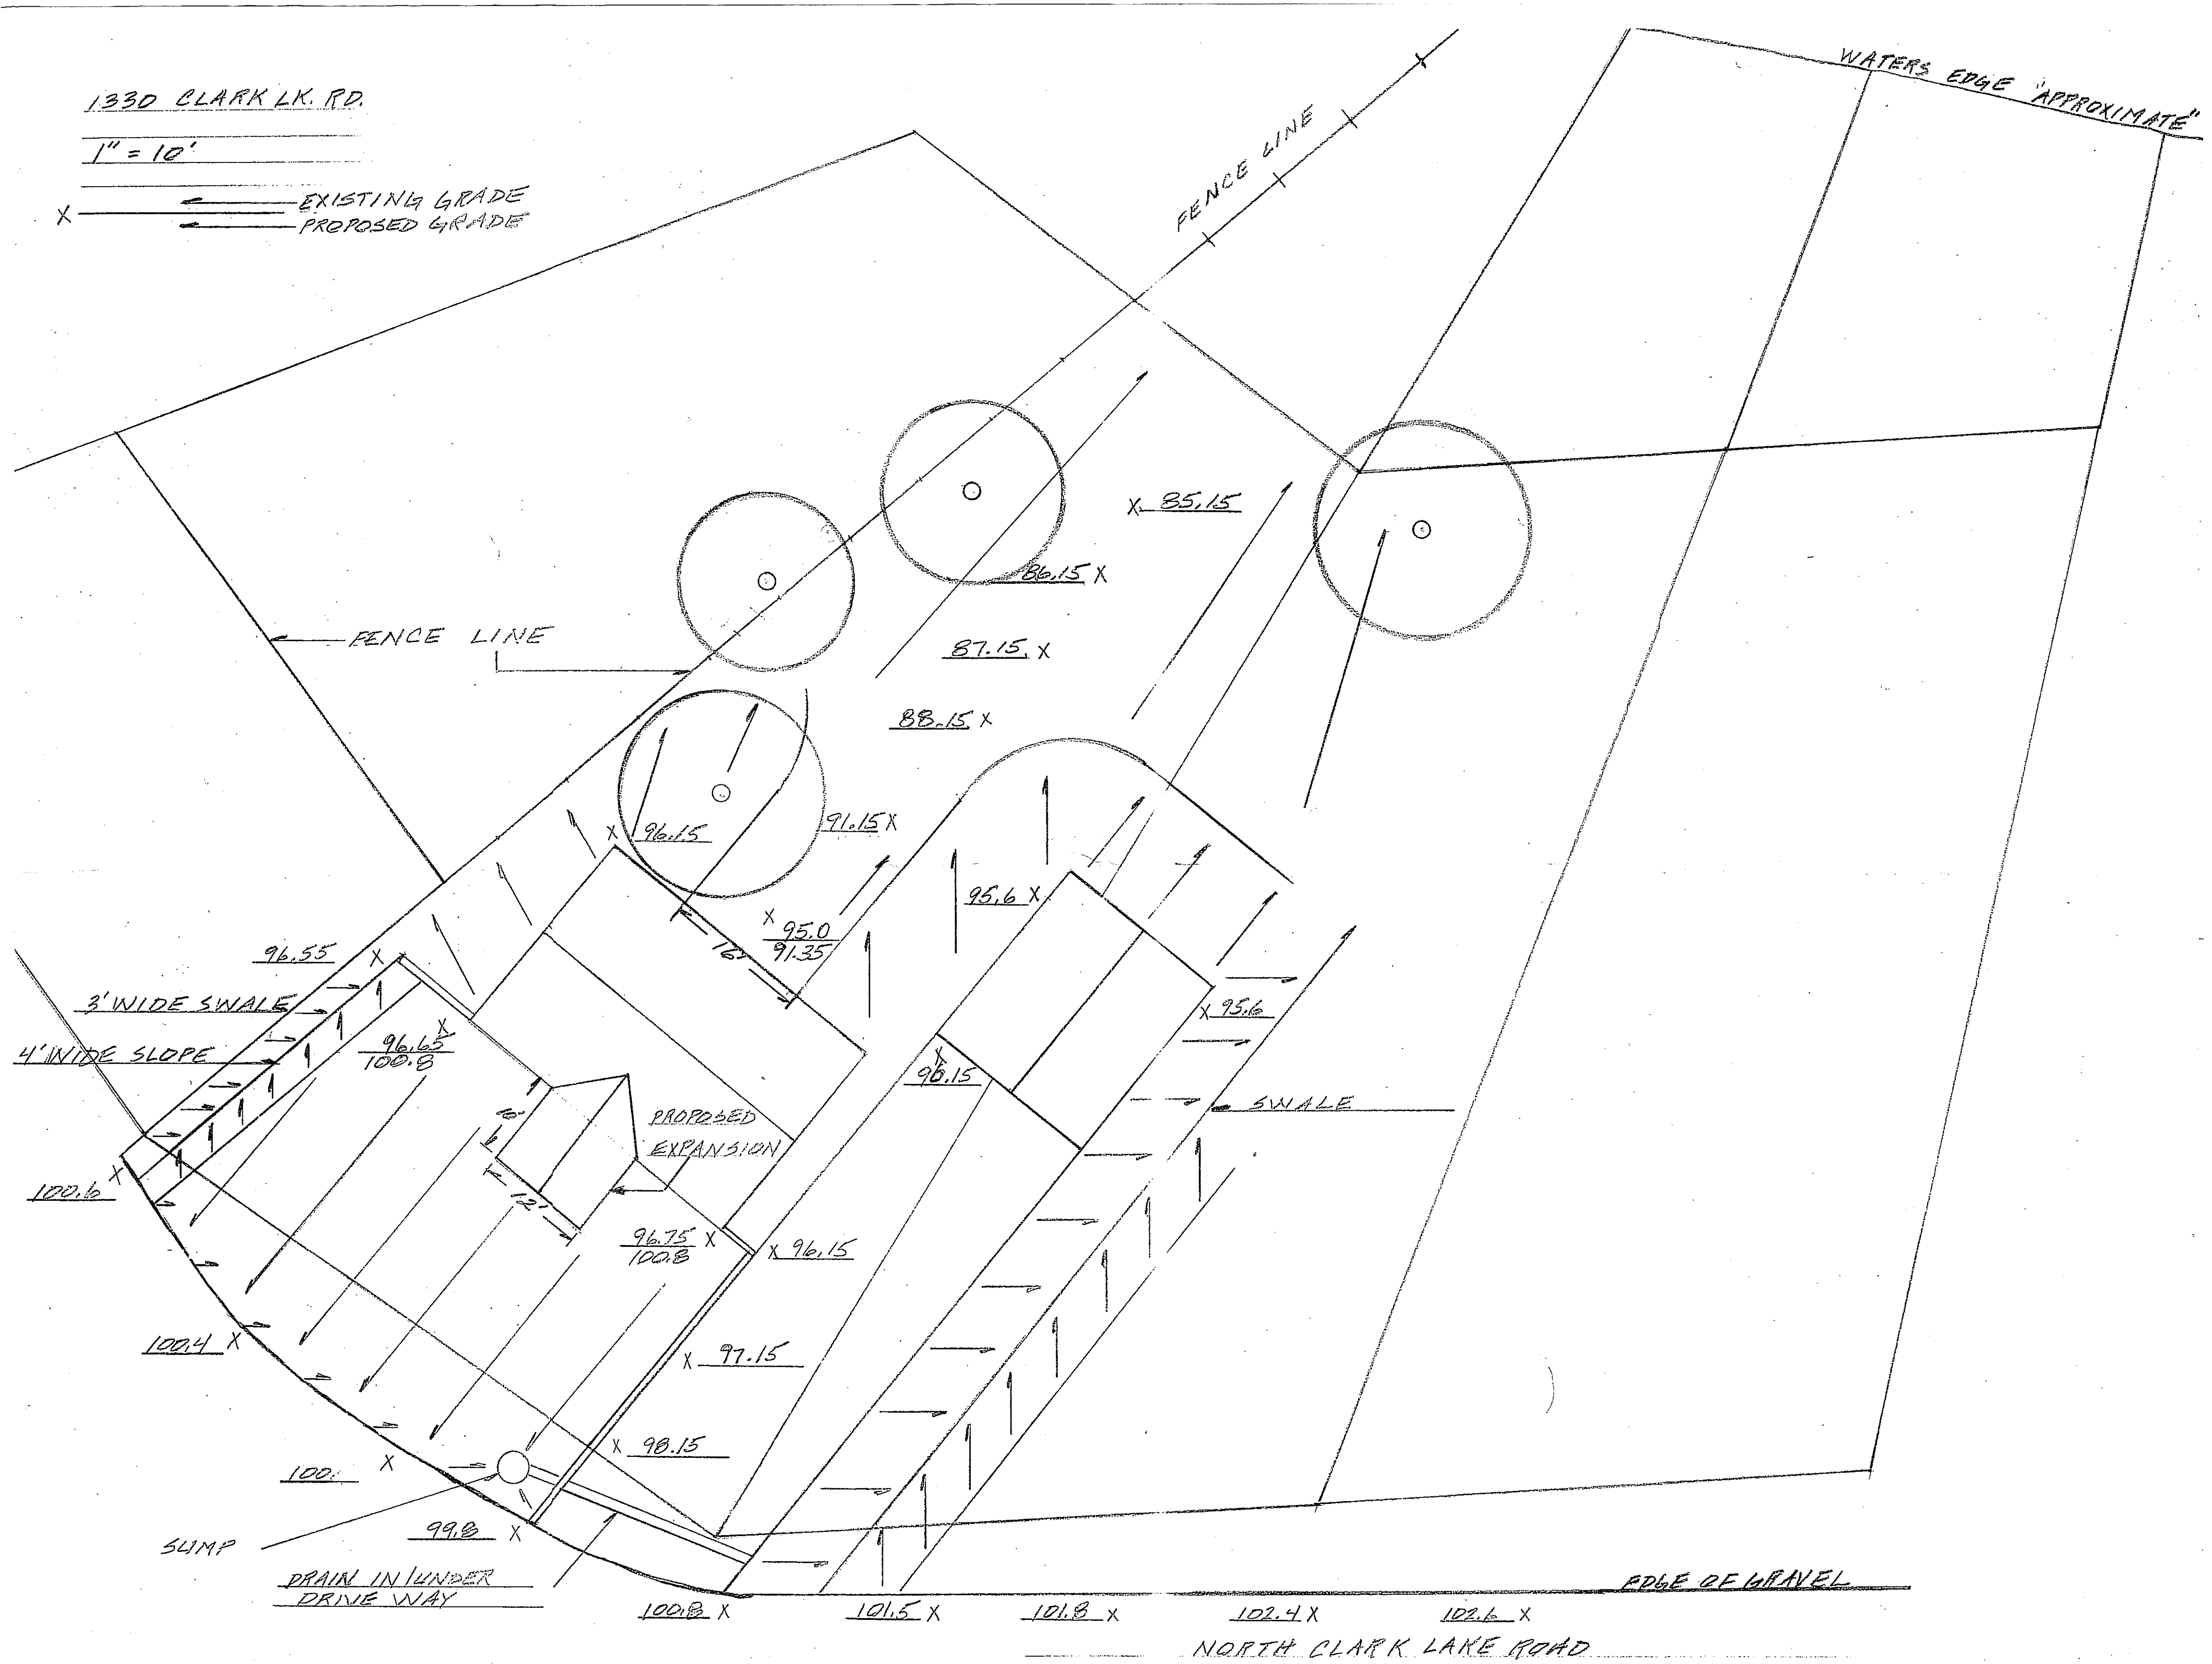 1330 CLARK LK. RD.
1" = 10'
EXISTING GRADE
X
PROPOSED GRADE
WATERS EDGE "APPROXIMATE"
FENCE LINE
X 85.15
86.15 X
FENCE LINE
87.15 X
88.15 X
X 96.15
91.15 X
95.6 X
X
95.0
91.35
16'
96.55 X
3' WIDE SWALE
X 95.6
4' WIDE SLOPE
X
96.65
100.8
X
96.15
8'
PROPOSED
EXPANSION
SWALE
12'
100.6 X
96.75 X
100.8
X 96.15
100.4 X
X 97.15
X 98.15
100. X
99.8 X
SUMP
DRAIN IN/UNDER
DRIVE WAY
EDGE OF GRAVEL
100.8 X
101.5 X
101.8 X
102.4 X
102.6 X
NORTH CLARK LAKE ROAD